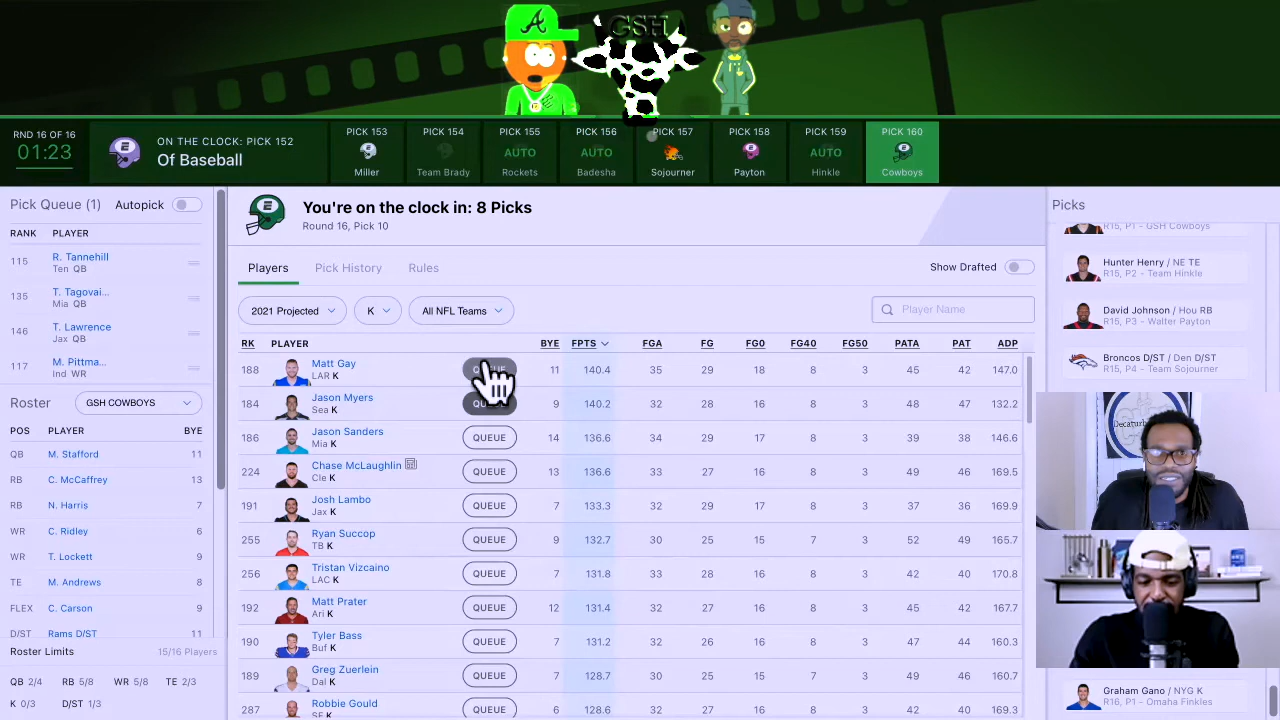 GSH
RND 16 OF 16
01:23
ON THE CLOCK: PICK 152
Of Baseball
PICK 153
Miller
PICK 154
Team Brady
PICK 155
AUTO
Rockets
PICK 156
AUTO
Badesha
PICK 157
Sojourner
PICK 158
Payton
PICK 159
AUTO
Hinkle
PICK 160
Cowboys
Pick Queue (1)
Autopick
RANK PLAYER
115 R. Tannehill
Ten QB
135 T. Tagovai...
Mia QB
146 T. Lawrence
Jax QB
117 M. Pittma...
Ind WR
Roster
GSH COWBOYS
POS PLAYER BYE
QB M. Stafford 11
RB C. McCaffrey 13
RB N. Harris 7
WR C. Ridley 6
WR T. Lockett 9
TE M. Andrews 8
FLEX C. Carson 9
D/ST Rams D/ST 11
Roster Limits 15/16 Players
QB 2/4 RB 5/8 WR 5/8 TE 2/3
K 0/3 D/ST 1/3
You're on the clock in: 8 Picks
Round 16, Pick 10
Players Pick History Rules
Show Drafted
2021 Projected K All NFL Teams
Player Name
RK PLAYER BYE FPTS FGA FG FG0 FG40 FG50 PATA PAT ADP
188 Matt Gay LAR K 11 140.4 35 29 18 8 3 45 42 147.0
184 Jason Myers Sea K 9 140.2 32 28 16 8 3 48 47 132.2
186 Jason Sanders Mia K QUEUE 14 136.6 34 29 17 8 3 39 38 146.6
224 Chase McLaughlin Cle K QUEUE 13 136.6 33 27 16 8 3 49 46 169.5
191 Josh Lambo Jax K QUEUE 7 133.3 32 29 17 8 3 37 36 169.9
255 Ryan Succop TB K QUEUE 9 132.7 30 25 15 7 3 52 49 165.7
256 Tristan Vizcaino LAC K QUEUE 7 131.8 33 28 16 8 3 42 40 170.8
192 Matt Prater Ari K QUEUE 12 131.4 32 27 16 8 3 45 42 167.7
190 Tyler Bass Buf K QUEUE 7 131.2 32 26 16 8 3 47 44 160.3
189 Greg Zuerlein Dal K QUEUE 7 128.7 30 25 15 7 3 49 46 160.3
287 Robbie Gould SF K QUEUE 6 128.6 32 27 16 8 3 42 40 169.3
Picks
R15, P1 - GSH Cowboys
Hunter Henry / NE TE
R15, P2 - Team Hinkle
David Johnson / Hou RB
R15, P3 - Walter Payton
Broncos D/ST / Den D/ST
R15, P4 - Team Sojourner
Graham Gano / NYG K
R16, P1 - Omaha Finkles